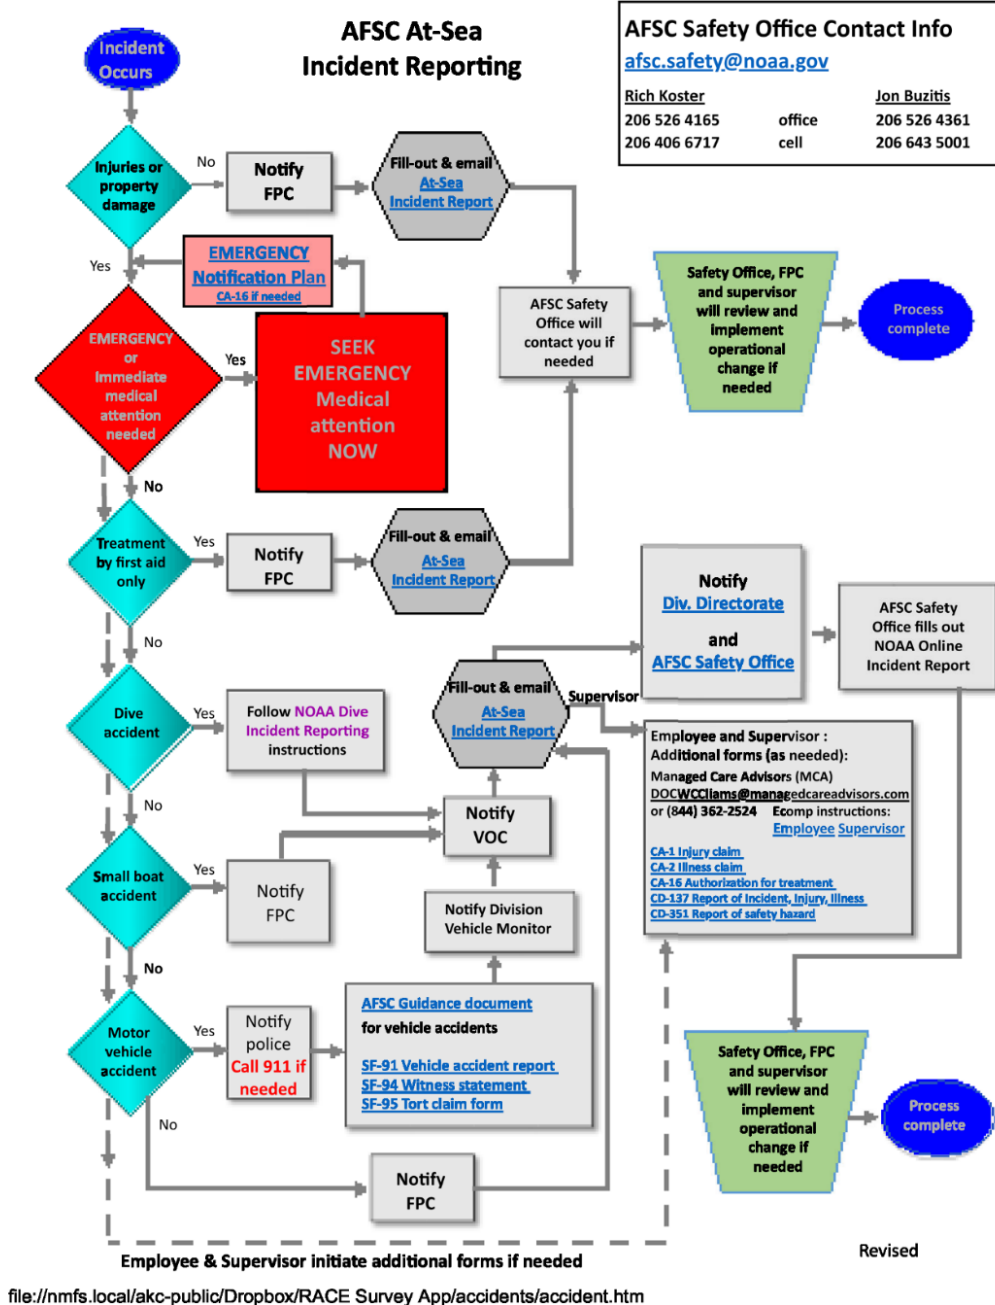 AFSC At-Sea
Incident Reporting
AFSC Safety Office Contact Info
afsc.safety@noaa.gov
Rich Koster Jon Buzitis
206 526 4165 office 206 526 4361
206 406 6717 cell 206 643 5001
Incident
Occurs
Injuries or
property
damage
No
Notify
FPC
Fill-out & email
At-Sea
Incident Report
Yes
EMERGENCY
Notification Plan
CA-16 if needed
EMERGENCY
or
Immediate
medical
attention
needed
Yes
SEEK
EMERGENCY
Medical
attention
NOW
AFSC Safety
Office will
contact you if
needed
Safety Office, FPC
and supervisor
will review and
implement
operational
change if
needed
Process
complete
No
Treatment
by first aid
only
Yes
Notify
FPC
Fill-out & email
At-Sea
Incident Report
No
Notify
Div. Directorate
and
AFSC Safety Office
AFSC Safety
Office fills out
NOAA Online
Incident Report
Dive
accident
Yes
Follow NOAA Dive
Incident Reporting
instructions
Fill-out & email
At-Sea
Incident Report
Supervisor
Employee and Supervisor :
Additional forms (as needed):
Managed Care Advisors (MCA)
DOCWCCliams@managedcareadvisors.com
or (844) 362-2524 Ecomp instructions:
Employee Supervisor
CA-1 Injury claim
CA-2 Illness claim
CA-16 Authorization for treatment
CD-137 Report of Incident, Injury, Illness
CD-351 Report of safety hazard
No
Notify
VOC
Small boat
accident
Yes
Notify
FPC
Notify Division
Vehicle Monitor
No
Motor
vehicle
accident
Yes
Notify
police
Call 911 if
needed
AFSC Guidance document
for vehicle accidents
SF-91 Vehicle accident report
SF-94 Witness statement
SF-95 Tort claim form
No
Notify
FPC
Safety Office, FPC
and supervisor
will review and
implement
operational
change if
needed
Process
complete
Employee & Supervisor initiate additional forms if needed
Revised
file://nmfs.local/akc-public/Dropbox/RACE Survey App/accidents/accident.htm